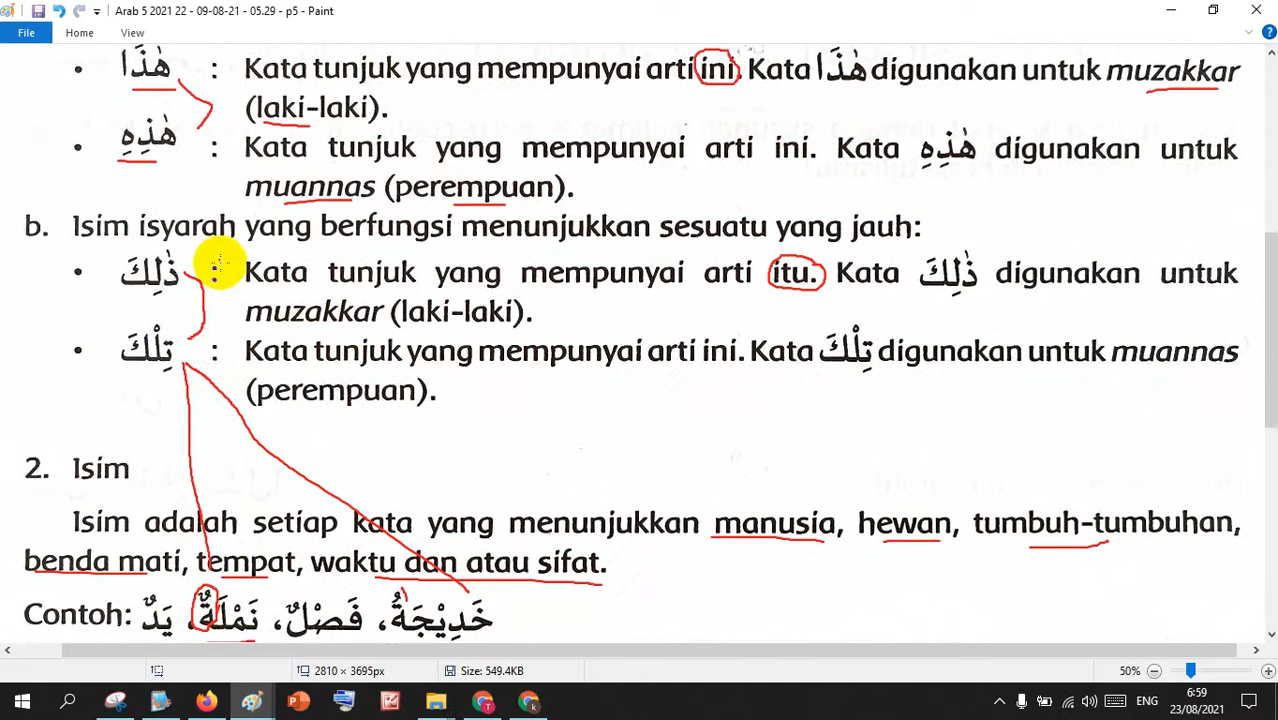 Arab 5 2021 22 - 09-08-21 - 05.29 - p5 - Paint
File Home View
• هٰذَا : Kata tunjuk yang mempunyai arti ini. Kata هٰذَا digunakan untuk muzakkar
(laki-laki).
• هٰذِهِ : Kata tunjuk yang mempunyai arti ini. Kata هٰذِهِ digunakan untuk
muannas (perempuan).
b. Isim isyarah yang berfungsi menunjukkan sesuatu yang jauh:
• ذٰلِكَ : Kata tunjuk yang mempunyai arti itu. Kata ذٰلِكَ digunakan untuk
muzakkar (laki-laki).
• تِلْكَ : Kata tunjuk yang mempunyai arti ini. Kata تِلْكَ digunakan untuk muannas
(perempuan).
2. Isim
Isim adalah setiap kata yang menunjukkan manusia, hewan, tumbuh-tumbuhan,
benda mati, tempat, waktu dan atau sifat.
Contoh: خَدِيْجَةُ، فَصْلٌ، نَمْلَةٌ، يَدٌ
2810 × 3695px Size: 549.4KB 50%
ENG
6:59
23/08/2021